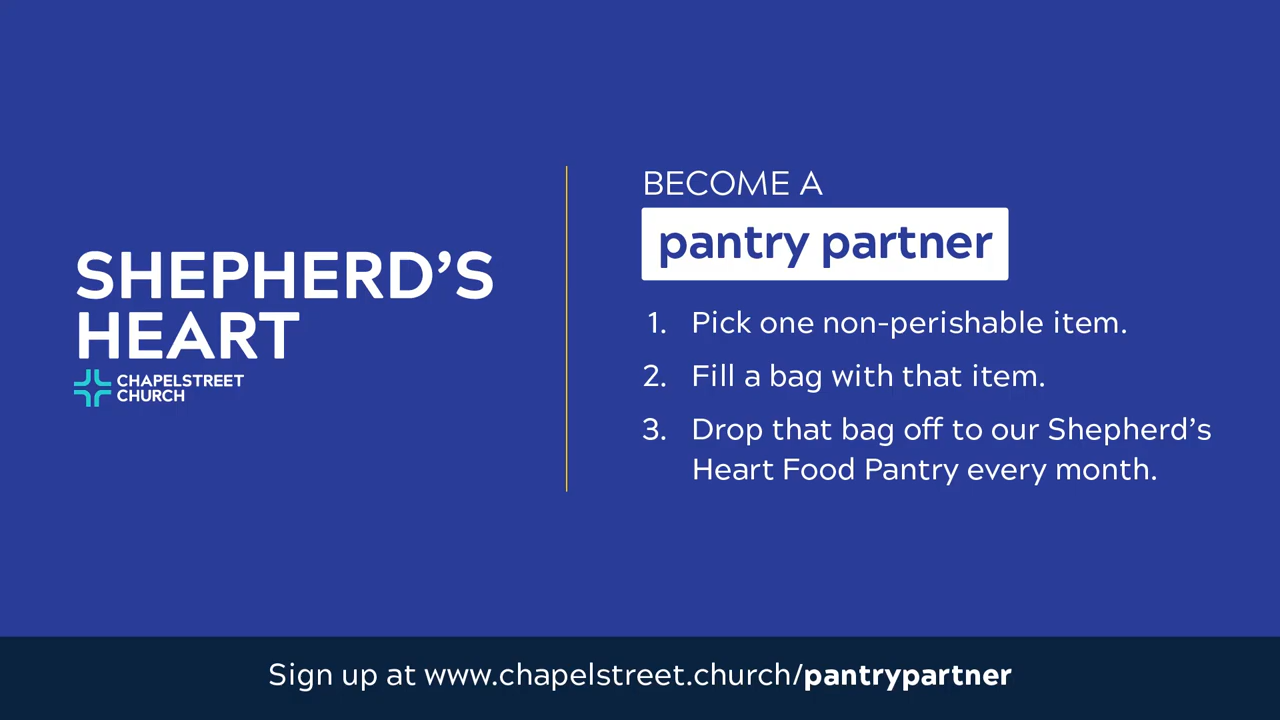 SHEPHERD’S
HEART
CHAPELSTREET
CHURCH
BECOME A
pantry partner
1. Pick one non-perishable item.
2. Fill a bag with that item.
3. Drop that bag off to our Shepherd’s
Heart Food Pantry every month.
Sign up at www.chapelstreet.church/pantrypartner